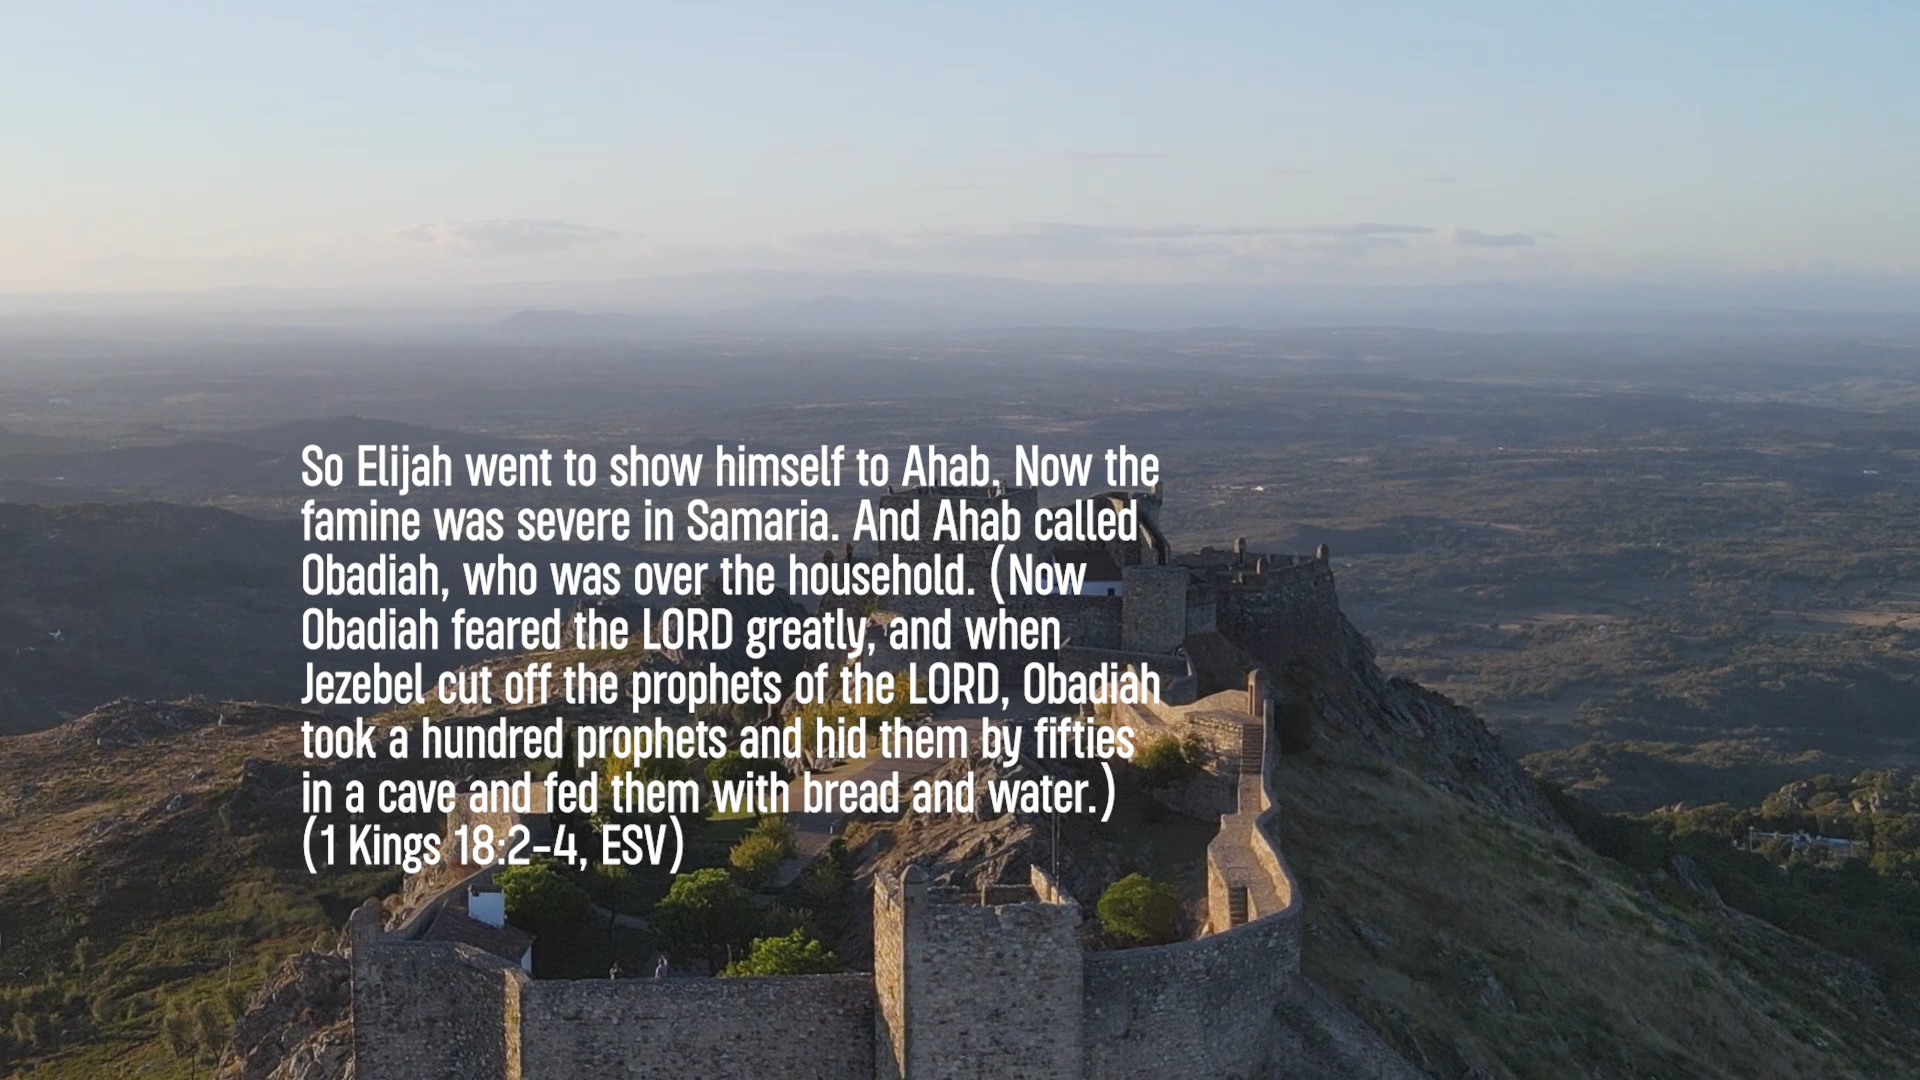 So Elijah went to show himself to Ahab. Now the
famine was severe in Samaria. And Ahab called
Obadiah, who was over the household. (Now
Obadiah feared the LORD greatly, and when
Jezebel cut off the prophets of the LORD, Obadiah
took a hundred prophets and hid them by fifties
in a cave and fed them with bread and water.)
(1 Kings 18:2-4, ESV)